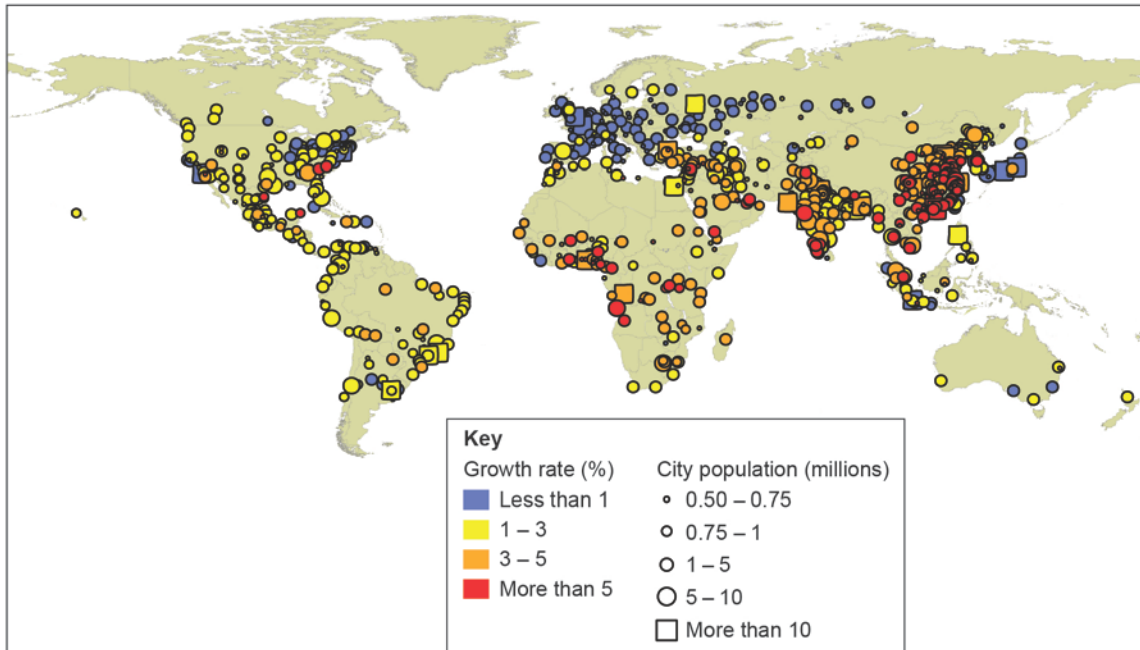 Key
Growth rate (%)
Less than 1
1 – 3
3 – 5
More than 5
City population (millions)
0.50 – 0.75
0.75 – 1
1 – 5
5 – 10
More than 10